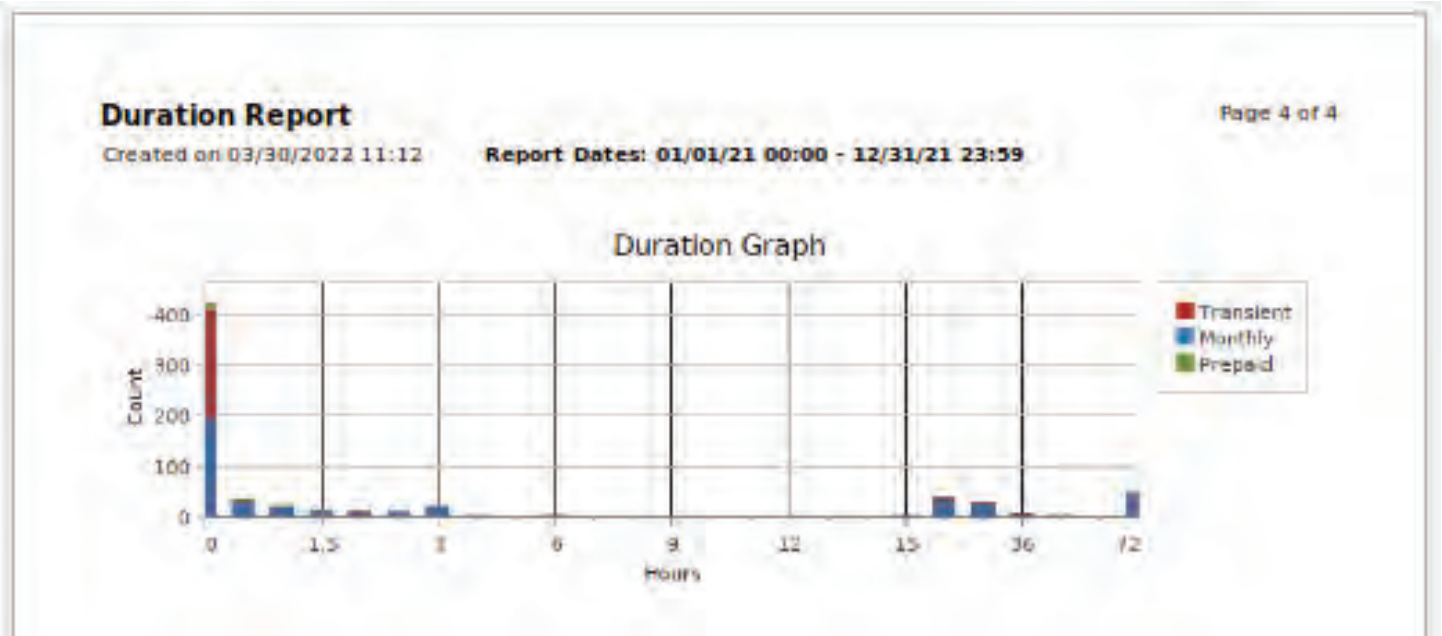 Duration Report
Page 4 of 4
Created on 03/30/2022 11:12
Report Dates: 01/01/21 00:00 - 12/31/21 23:59
Duration Graph
400
300
200
100
0
Count
0 1.5 3 6 9 12 15 36 72
Hours
Transient
Monthly
Prepaid